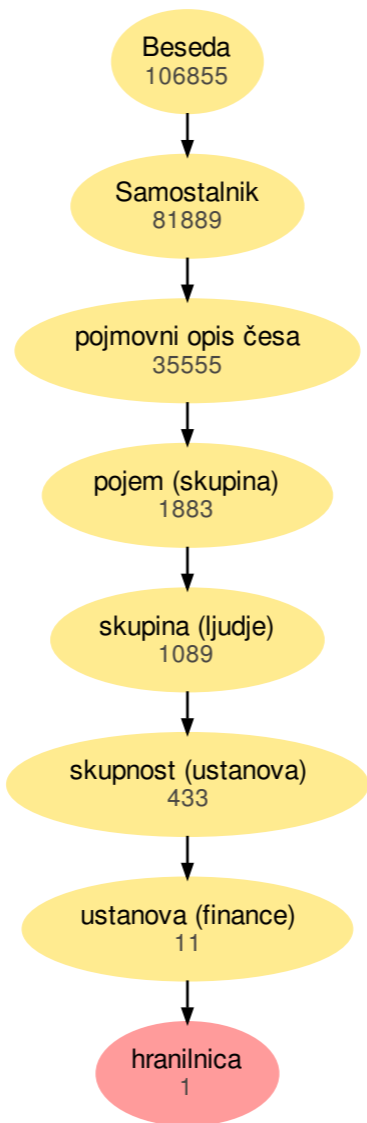 Beseda
106855
Samostalnik
81889
pojmovni opis česa
35555
pojem (skupina)
1883
skupina (ljudje)
1089
skupnost (ustanova)
433
ustanova (finance)
11
hranilnica
1